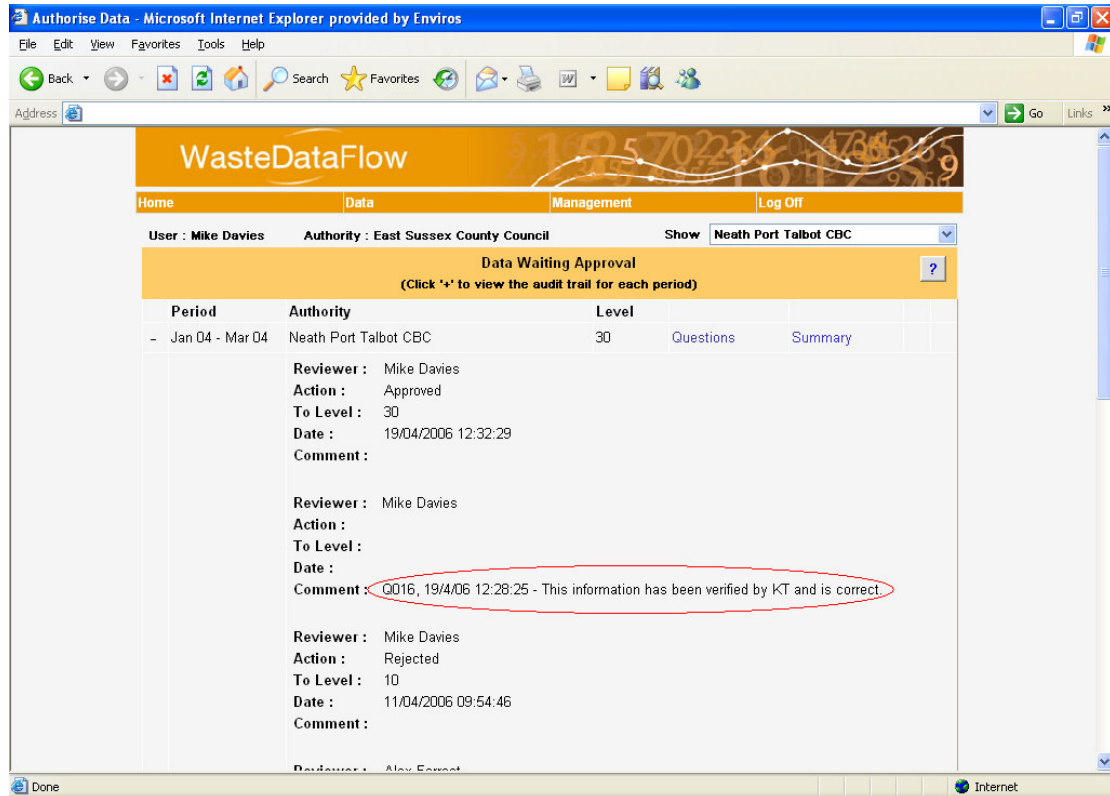 Authorise Data - Microsoft Internet Explorer provided by Enviros
File Edit View Favorites Tools Help
Back Search Favorites
Address Go Links »
WasteDataFlow
Home Data Management Log Off
User : Mike Davies Authority : East Sussex County Council Show Neath Port Talbot CBC
Data Waiting Approval
(Click '+' to view the audit trail for each period)
?
Period Authority Level
- Jan 04 - Mar 04 Neath Port Talbot CBC 30 Questions Summary
Reviewer : Mike Davies
Action : Approved
To Level : 30
Date : 19/04/2006 12:32:29
Comment :
Reviewer : Mike Davies
Action :
To Level :
Date :
Comment : Q016, 19/4/06 12:28:25 - This information has been verified by KT and is correct.
Reviewer : Mike Davies
Action : Rejected
To Level : 10
Date : 11/04/2006 09:54:46
Comment :
Reviewer : Alex Forrest
Done Internet